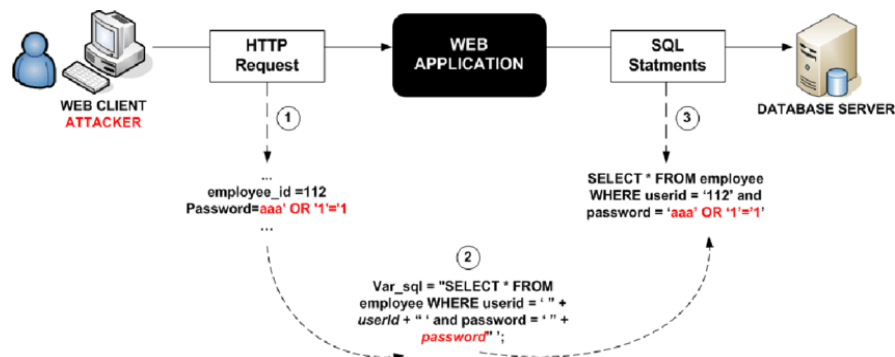 HTTP
Request
WEB
APPLICATION
SQL
Statments
WEB CLIENT
ATTACKER
DATABASE SERVER
1
3
...
employee_id =112
Password=aaa' OR '1'='1
...
SELECT * FROM employee
WHERE userid = '112' and
password = 'aaa' OR '1'='1'
2
Var_sql = "SELECT * FROM
employee WHERE userid = ' " +
userId + " ' and password = ' " +
password" ';